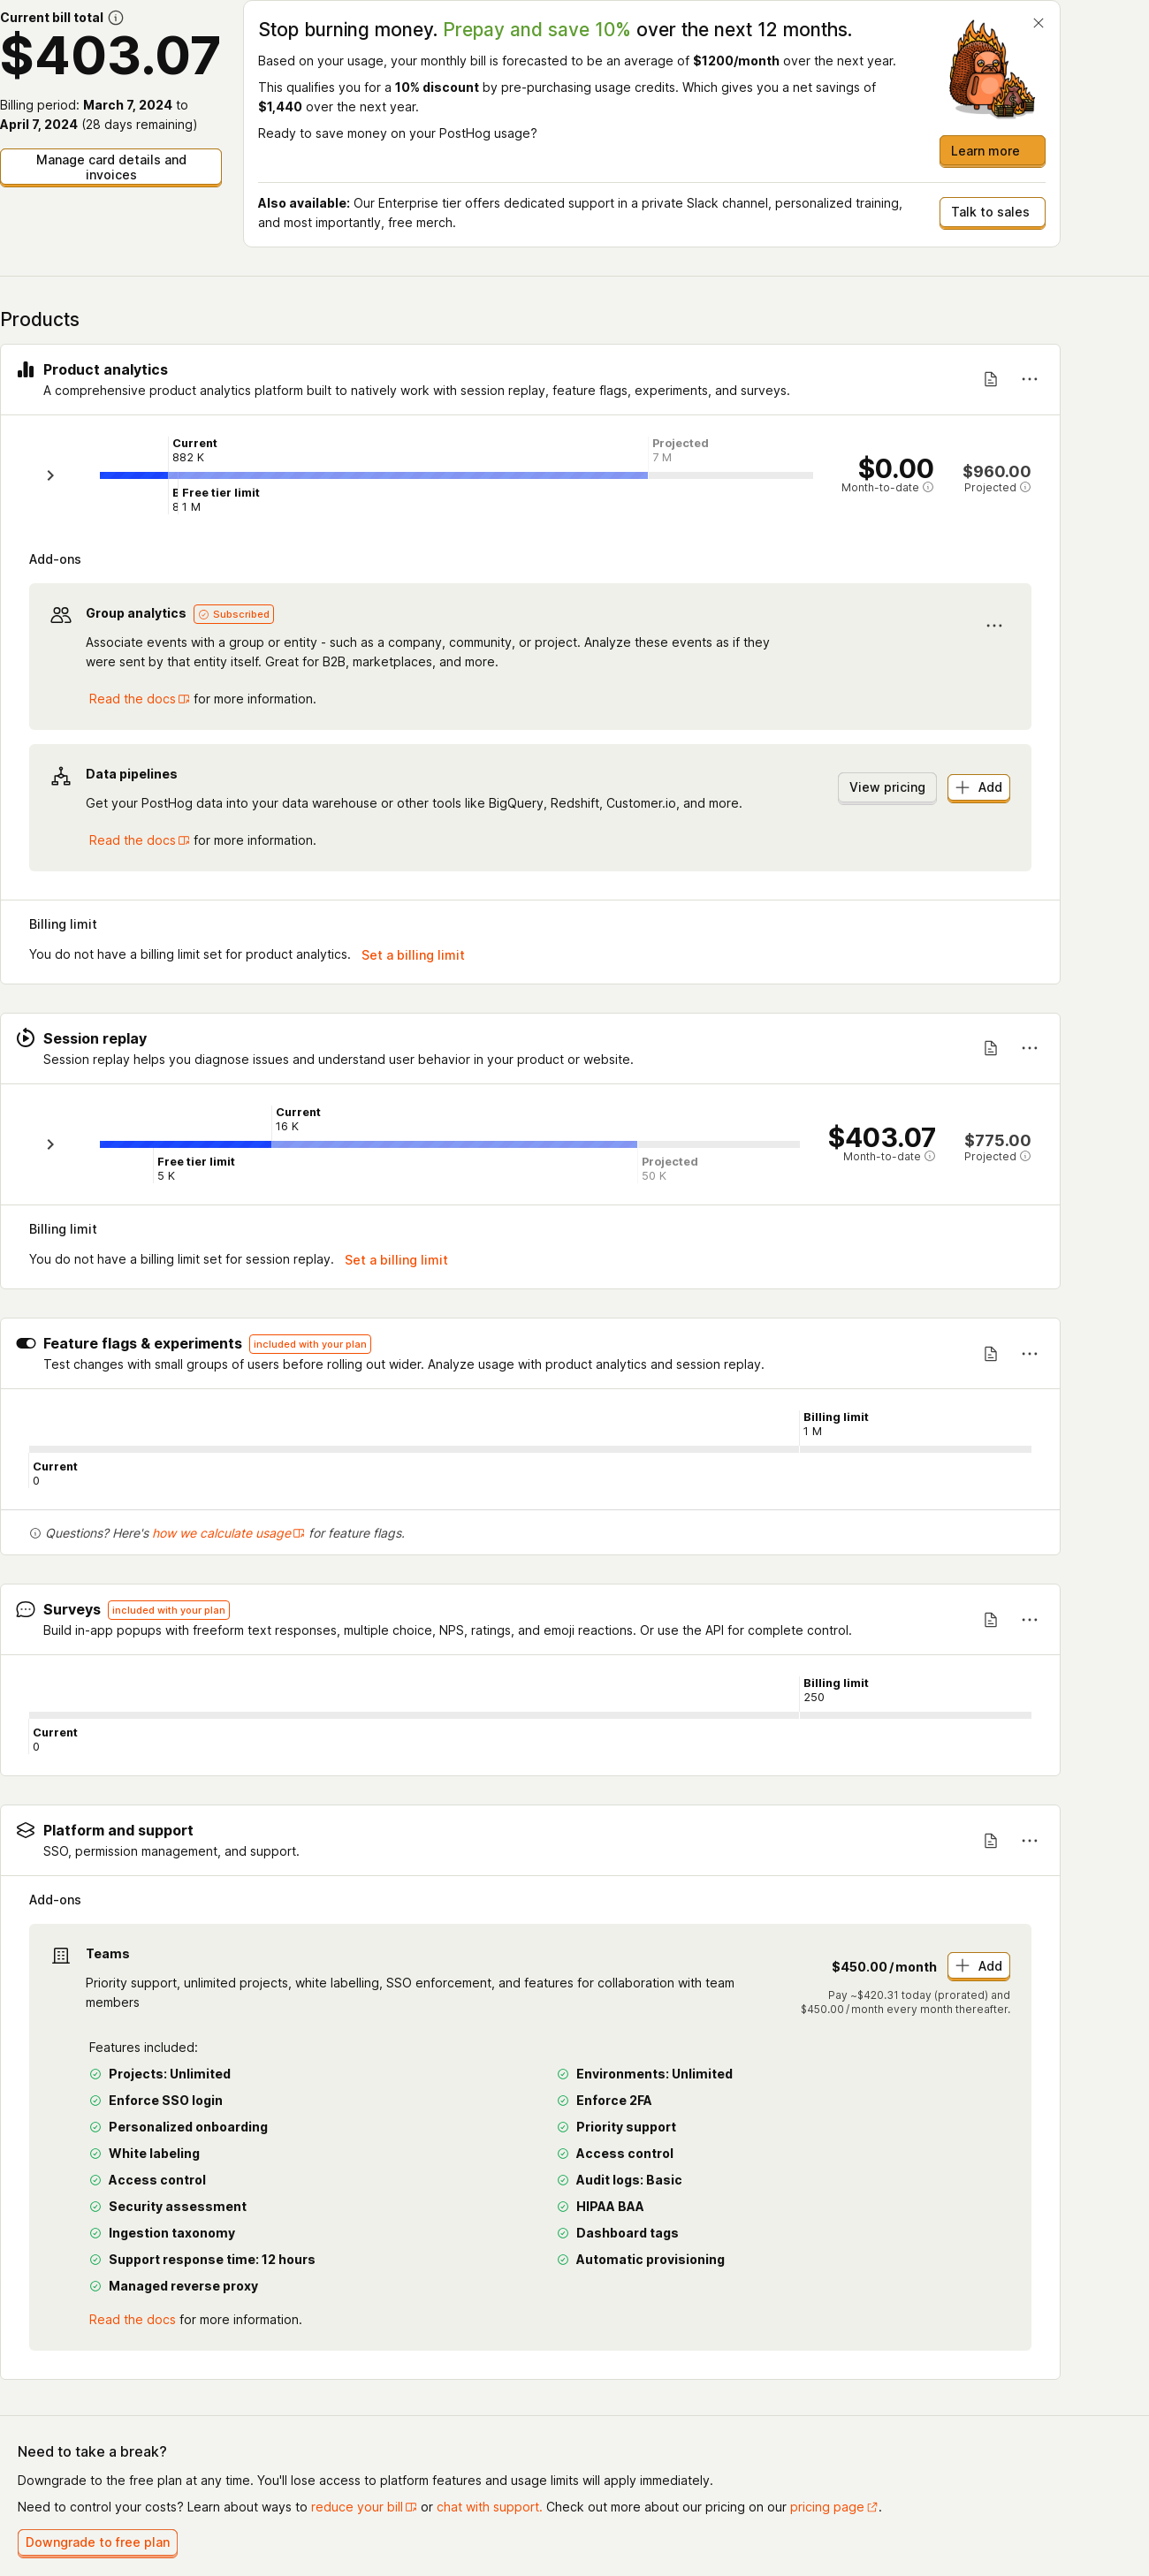 Current bill total
$403.07
Billing period: March 7, 2024 to
April 7, 2024 (28 days remaining)
Manage card details and
invoices
Stop burning money. Prepay and save 10% over the next 12 months.
Based on your usage, your monthly bill is forecasted to be an average of $1200/month over the next year.
This qualifies you for a 10% discount by pre-purchasing usage credits. Which gives you a net savings of
$1,440 over the next year.
Ready to save money on your PostHog usage?
Learn more
Also available: Our Enterprise tier offers dedicated support in a private Slack channel, personalized training,
and most importantly, free merch.
Talk to sales
Products
Product analytics
A comprehensive product analytics platform built to natively work with session replay, feature flags, experiments, and surveys.
Current
882 K
Projected
7 M
Free tier limit
1 M
$0.00
Month-to-date
$960.00
Projected
Add-ons
Group analytics Subscribed
Associate events with a group or entity - such as a company, community, or project. Analyze these events as if they
were sent by that entity itself. Great for B2B, marketplaces, and more.
Read the docs for more information.
Data pipelines
Get your PostHog data into your data warehouse or other tools like BigQuery, Redshift, Customer.io, and more.
Read the docs for more information.
View pricing
Add
Billing limit
You do not have a billing limit set for product analytics. Set a billing limit
Session replay
Session replay helps you diagnose issues and understand user behavior in your product or website.
Current
16 K
Free tier limit
5 K
Projected
50 K
$403.07
Month-to-date
$775.00
Projected
Billing limit
You do not have a billing limit set for session replay. Set a billing limit
Feature flags & experiments included with your plan
Test changes with small groups of users before rolling out wider. Analyze usage with product analytics and session replay.
Billing limit
1 M
Current
0
Questions? Here's how we calculate usage for feature flags.
Surveys included with your plan
Build in-app popups with freeform text responses, multiple choice, NPS, ratings, and emoji reactions. Or use the API for complete control.
Billing limit
250
Current
0
Platform and support
SSO, permission management, and support.
Add-ons
Teams
Priority support, unlimited projects, white labelling, SSO enforcement, and features for collaboration with team
members
$450.00/month
Add
Pay ~$420.31 today (prorated) and
$450.00/month every month thereafter.
Features included:
Projects: Unlimited
Environments: Unlimited
Enforce SSO login
Enforce 2FA
Personalized onboarding
Priority support
White labeling
Access control
Access control
Audit logs: Basic
Security assessment
HIPAA BAA
Ingestion taxonomy
Dashboard tags
Support response time: 12 hours
Automatic provisioning
Managed reverse proxy
Read the docs for more information.
Need to take a break?
Downgrade to the free plan at any time. You'll lose access to platform features and usage limits will apply immediately.
Need to control your costs? Learn about ways to reduce your bill or chat with support. Check out more about our pricing on our pricing page.
Downgrade to free plan